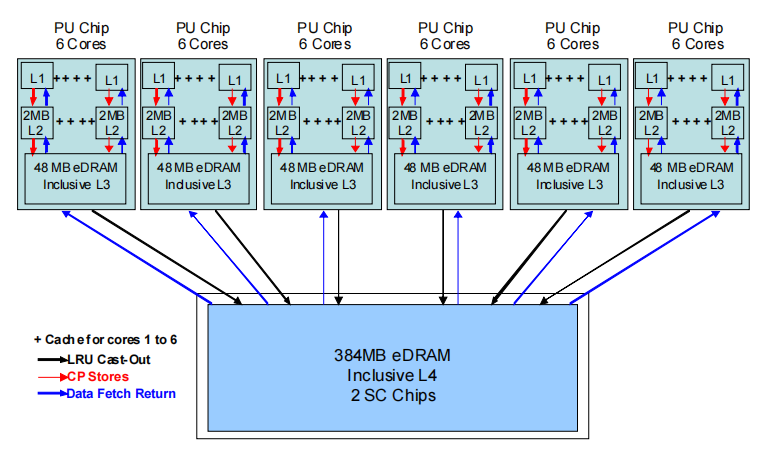 PU Chip
6 Cores
PU Chip
6 Cores
PU Chip
6 Cores
PU Chip
6 Cores
PU Chip
6 Cores
PU Chip
6 Cores
L1 ++++ L1
2MB L2 ++++ 2MB L2
48 MB eDRAM
Inclusive L3
L1 ++++ L1
2MB L2 ++++ 2MB L2
48 MB eDRAM
Inclusive L3
L1 ++++ L1
2MB L2 ++++ 2MB L2
48 MB eDRAM
Inclusive L3
L1 ++++ L1
2MB L2 ++++ 2MB L2
48 MB eDRAM
Inclusive L3
L1 ++++ L1
2MB L2 ++++ 2MB L2
48 MB eDRAM
Inclusive L3
L1 ++++ L1
2MB L2 ++++ 2MB L2
48 MB eDRAM
Inclusive L3
+ Cache for cores 1 to 6
LRU Cast-Out
CP Stores
Data Fetch Return
384MB eDRAM
Inclusive L4
2 SC Chips